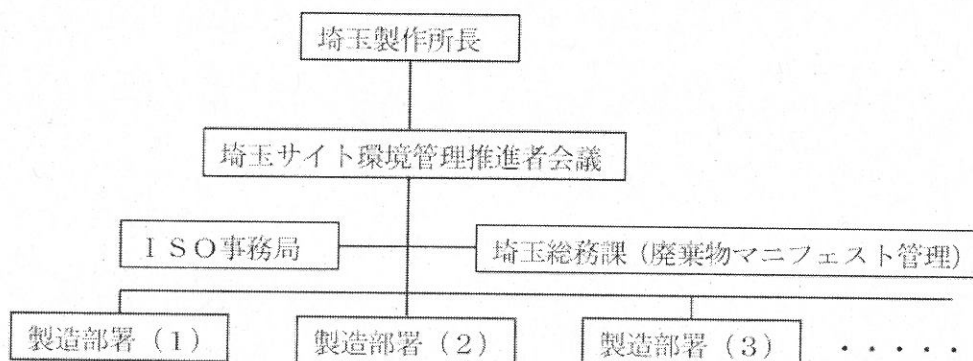 埼玉製作所長
埼玉サイト環境管理推進者会議
ＩＳＯ事務局
埼玉総務課（廃棄物マニフェスト管理）
製造部署（１）
製造部署（２）
製造部署（３）
・・・・・